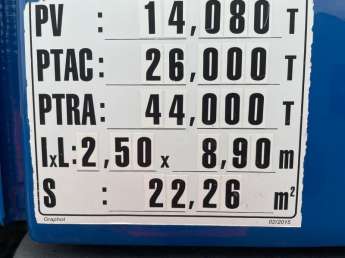 PV : 14,080 T
PTAC : 26,000 T
PTRA : 44,000 T
IxL: 2,50 x 8,90 m
S : 22,26 m²
Graphol 02/2015